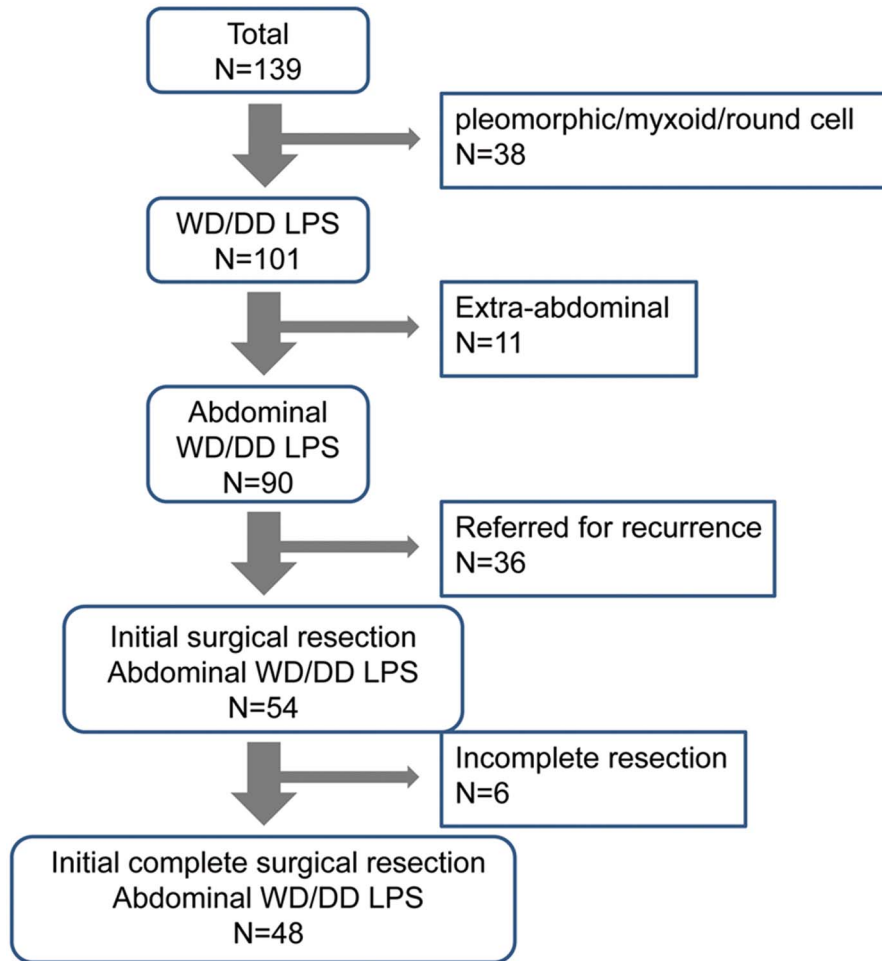 Total
N=139
pleomorphic/myxoid/round cell
N=38
WD/DD LPS
N=101
Extra-abdominal
N=11
Abdominal
WD/DD LPS
N=90
Referred for recurrence
N=36
Initial surgical resection
Abdominal WD/DD LPS
N=54
Incomplete resection
N=6
Initial complete surgical resection
Abdominal WD/DD LPS
N=48